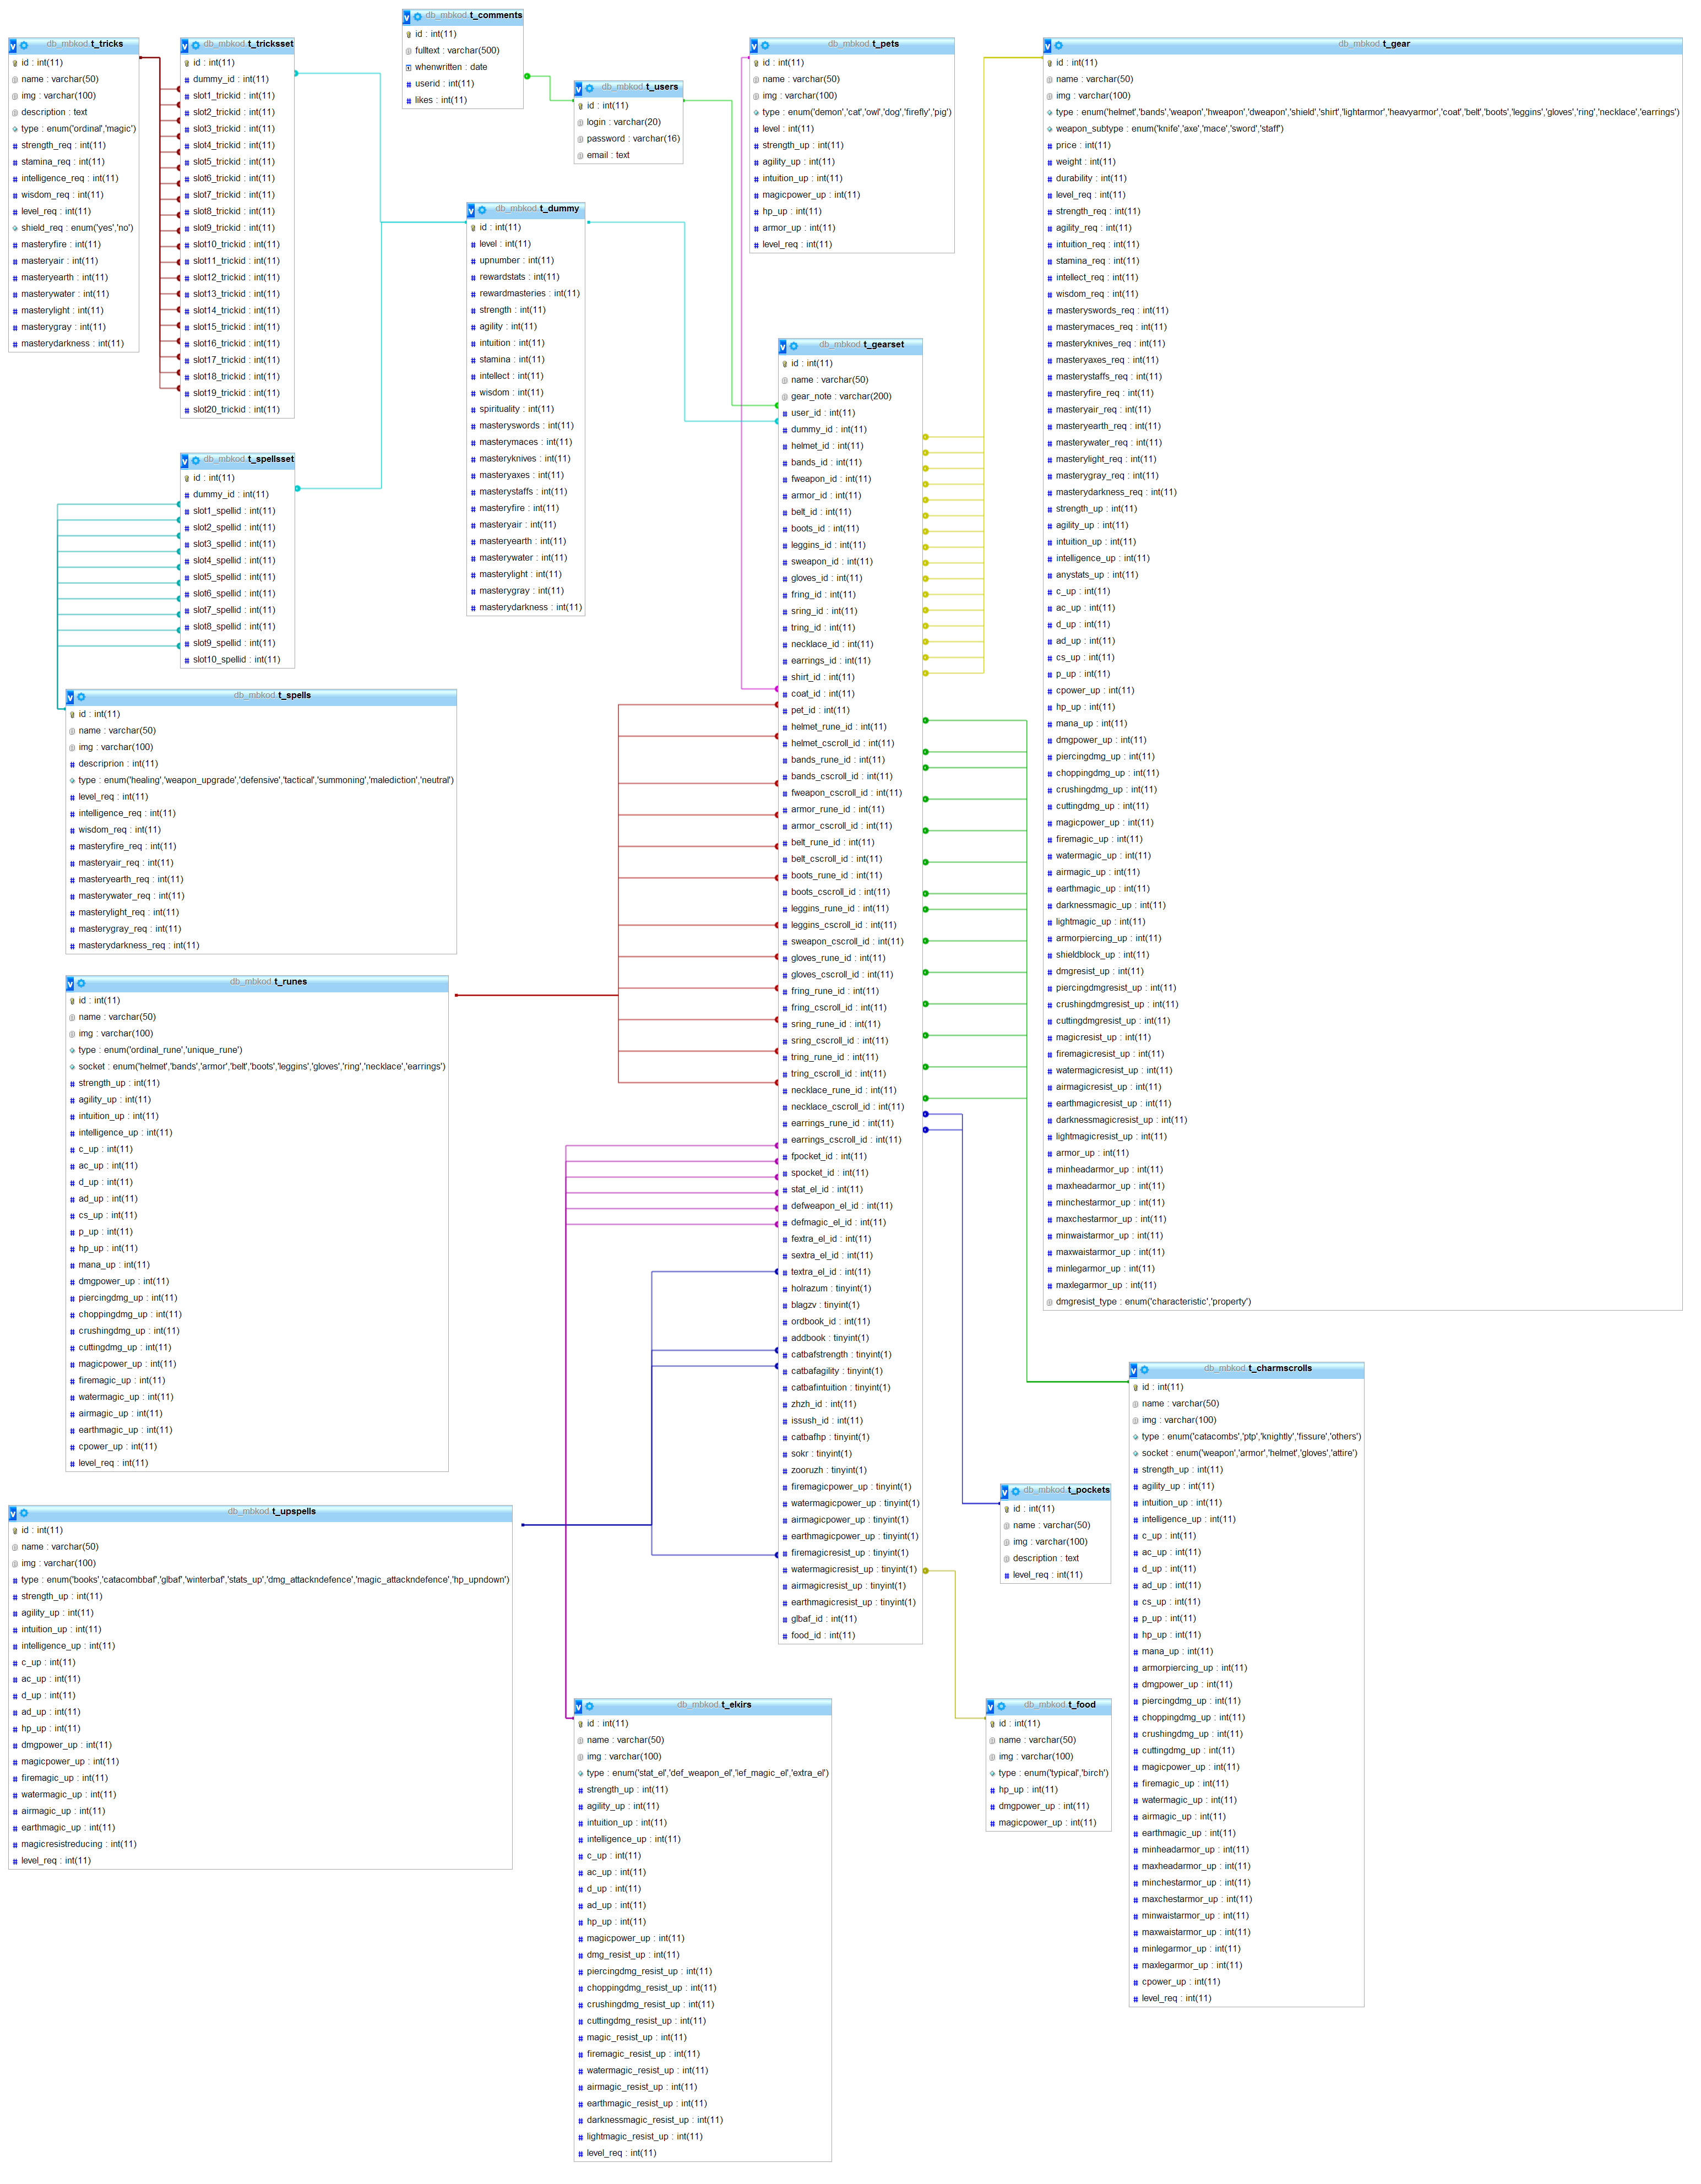 db_mbkod.t_comments
id : int(11)
fulltext : varchar(500)
whenwritten : date
userid : int(11)
likes : int(11)
db_mbkod.t_tricks
id : int(11)
name : varchar(50)
img : varchar(100)
description : text
type : enum('ordinal','magic')
strength_req : int(11)
stamina_req : int(11)
intelligence_req : int(11)
wisdom_req : int(11)
level_req : int(11)
shield_req : enum('yes','no')
masteryfire : int(11)
masteryair : int(11)
masteryearth : int(11)
masterywater : int(11)
masterylight : int(11)
masterygray : int(11)
masterydarkness : int(11)
db_mbkod.t_tricksset
id : int(11)
dummy_id : int(11)
slot1_trickid : int(11)
slot2_trickid : int(11)
slot3_trickid : int(11)
slot4_trickid : int(11)
slot5_trickid : int(11)
slot6_trickid : int(11)
slot7_trickid : int(11)
slot8_trickid : int(11)
slot9_trickid : int(11)
slot10_trickid : int(11)
slot11_trickid : int(11)
slot12_trickid : int(11)
slot13_trickid : int(11)
slot14_trickid : int(11)
slot15_trickid : int(11)
slot16_trickid : int(11)
slot17_trickid : int(11)
slot18_trickid : int(11)
slot19_trickid : int(11)
slot20_trickid : int(11)
db_mbkod.t_users
id : int(11)
login : varchar(20)
password : varchar(16)
email : text
db_mbkod.t_pets
id : int(11)
name : varchar(50)
img : varchar(100)
type : enum('demon','cat','owl','dog','firefly','pig')
level : int(11)
strength_up : int(11)
agility_up : int(11)
intuition_up : int(11)
magicpower_up : int(11)
hp_up : int(11)
armor_up : int(11)
level_req : int(11)
db_mbkod.t_gear
id : int(11)
name : varchar(50)
img : varchar(100)
type : enum('helmet','bands','weapon','hweapon','dweapon','shield','shirt','lightarmor','heavyarmor','coat','belt','boots','leggins','gloves','ring','necklace','earrings')
weapon_subtype : enum('knife','axe','mace','sword','staff')
price : int(11)
weight : int(11)
durability : int(11)
level_req : int(11)
strength_req : int(11)
agility_req : int(11)
intuition_req : int(11)
stamina_req : int(11)
intellect_req : int(11)
wisdom_req : int(11)
masteryswords_req : int(11)
masterymaces_req : int(11)
masteryknives_req : int(11)
masteryaxes_req : int(11)
masterystaffs_req : int(11)
masteryfire_req : int(11)
masteryair_req : int(11)
masteryearth_req : int(11)
masterywater_req : int(11)
masterylight_req : int(11)
masterygray_req : int(11)
masterydarkness_req : int(11)
strength_up : int(11)
agility_up : int(11)
intuition_up : int(11)
intelligence_up : int(11)
anystats_up : int(11)
c_up : int(11)
ac_up : int(11)
d_up : int(11)
ad_up : int(11)
cs_up : int(11)
p_up : int(11)
cpower_up : int(11)
hp_up : int(11)
mana_up : int(11)
dmgpower_up : int(11)
piercingdmg_up : int(11)
choppingdmg_up : int(11)
crushingdmg_up : int(11)
cuttingdmg_up : int(11)
magicpower_up : int(11)
firemagic_up : int(11)
watermagic_up : int(11)
airmagic_up : int(11)
earthmagic_up : int(11)
darknessmagic_up : int(11)
lightmagic_up : int(11)
armorpiercing_up : int(11)
shieldblock_up : int(11)
dmgresist_up : int(11)
piercingdmgresist_up : int(11)
crushingdmgresist_up : int(11)
cuttingdmgresist_up : int(11)
magicresist_up : int(11)
firemagicresist_up : int(11)
watermagicresist_up : int(11)
airmagicresist_up : int(11)
earthmagicresist_up : int(11)
darknessmagicresist_up : int(11)
lightmagicresist_up : int(11)
armor_up : int(11)
minheadarmor_up : int(11)
maxheadarmor_up : int(11)
minchestarmor_up : int(11)
maxchestarmor_up : int(11)
minwaistarmor_up : int(11)
maxwaistarmor_up : int(11)
minlegarmor_up : int(11)
maxlegarmor_up : int(11)
dmgresist_type : enum('characteristic','property')
db_mbkod.t_dummy
id : int(11)
level : int(11)
upnumber : int(11)
rewardstats : int(11)
rewardmasteries : int(11)
strength : int(11)
agility : int(11)
intuition : int(11)
stamina : int(11)
intellect : int(11)
wisdom : int(11)
spirituality : int(11)
masteryswords : int(11)
masterymaces : int(11)
masteryknives : int(11)
masteryaxes : int(11)
masterystaffs : int(11)
masteryfire : int(11)
masteryair : int(11)
masteryearth : int(11)
masterywater : int(11)
masterylight : int(11)
masterygray : int(11)
masterydarkness : int(11)
db_mbkod.t_gearset
id : int(11)
name : varchar(50)
gear_note : varchar(200)
user_id : int(11)
dummy_id : int(11)
helmet_id : int(11)
bands_id : int(11)
fweapon_id : int(11)
armor_id : int(11)
belt_id : int(11)
boots_id : int(11)
leggins_id : int(11)
sweapon_id : int(11)
gloves_id : int(11)
fring_id : int(11)
sring_id : int(11)
tring_id : int(11)
necklace_id : int(11)
earrings_id : int(11)
shirt_id : int(11)
coat_id : int(11)
pet_id : int(11)
helmet_rune_id : int(11)
helmet_cscroll_id : int(11)
bands_rune_id : int(11)
bands_cscroll_id : int(11)
fweapon_cscroll_id : int(11)
armor_rune_id : int(11)
armor_cscroll_id : int(11)
belt_rune_id : int(11)
belt_cscroll_id : int(11)
boots_rune_id : int(11)
boots_cscroll_id : int(11)
leggins_rune_id : int(11)
leggins_cscroll_id : int(11)
sweapon_cscroll_id : int(11)
gloves_rune_id : int(11)
gloves_cscroll_id : int(11)
fring_rune_id : int(11)
fring_cscroll_id : int(11)
sring_rune_id : int(11)
sring_cscroll_id : int(11)
tring_rune_id : int(11)
tring_cscroll_id : int(11)
necklace_rune_id : int(11)
necklace_cscroll_id : int(11)
earrings_rune_id : int(11)
earrings_cscroll_id : int(11)
fpocket_id : int(11)
spocket_id : int(11)
stat_el_id : int(11)
defweapon_el_id : int(11)
defmagic_el_id : int(11)
fextra_el_id : int(11)
sextra_el_id : int(11)
textra_el_id : int(11)
holrazum : tinyint(1)
blagzv : tinyint(1)
ordbook_id : int(11)
addbook : tinyint(1)
catbafstrength : tinyint(1)
catbafagility : tinyint(1)
catbafintuition : tinyint(1)
zhzh_id : int(11)
issush_id : int(11)
catbafhp : tinyint(1)
sokr : tinyint(1)
zooruzh : tinyint(1)
firemagicpower_up : tinyint(1)
watermagicpower_up : tinyint(1)
airmagicpower_up : tinyint(1)
earthmagicpower_up : tinyint(1)
firemagicresist_up : tinyint(1)
watermagicresist_up : tinyint(1)
airmagicresist_up : tinyint(1)
earthmagicresist_up : tinyint(1)
glbaf_id : int(11)
food_id : int(11)
db_mbkod.t_spellsset
id : int(11)
dummy_id : int(11)
slot1_spellid : int(11)
slot2_spellid : int(11)
slot3_spellid : int(11)
slot4_spellid : int(11)
slot5_spellid : int(11)
slot6_spellid : int(11)
slot7_spellid : int(11)
slot8_spellid : int(11)
slot9_spellid : int(11)
slot10_spellid : int(11)
db_mbkod.t_spells
id : int(11)
name : varchar(50)
img : varchar(100)
descriprion : int(11)
type : enum('healing','weapon_upgrade','defensive','tactical','summoning','malediction','neutral')
level_req : int(11)
intelligence_req : int(11)
wisdom_req : int(11)
masteryfire_req : int(11)
masteryair_req : int(11)
masteryearth_req : int(11)
masterywater_req : int(11)
masterylight_req : int(11)
masterygray_req : int(11)
masterydarkness_req : int(11)
db_mbkod.t_runes
id : int(11)
name : varchar(50)
img : varchar(100)
type : enum('ordinal_rune','unique_rune')
socket : enum('helmet','bands','armor','belt','boots','leggins','gloves','ring','necklace','earrings')
strength_up : int(11)
agility_up : int(11)
intuition_up : int(11)
intelligence_up : int(11)
c_up : int(11)
ac_up : int(11)
d_up : int(11)
ad_up : int(11)
cs_up : int(11)
p_up : int(11)
hp_up : int(11)
mana_up : int(11)
dmgpower_up : int(11)
piercingdmg_up : int(11)
choppingdmg_up : int(11)
crushingdmg_up : int(11)
cuttingdmg_up : int(11)
magicpower_up : int(11)
firemagic_up : int(11)
watermagic_up : int(11)
airmagic_up : int(11)
earthmagic_up : int(11)
cpower_up : int(11)
level_req : int(11)
db_mbkod.t_charmscrolls
id : int(11)
name : varchar(50)
img : varchar(100)
type : enum('catacombs','ptp','knightly','fissure','others')
socket : enum('weapon','armor','helmet','gloves','attire')
strength_up : int(11)
agility_up : int(11)
intuition_up : int(11)
intelligence_up : int(11)
c_up : int(11)
ac_up : int(11)
d_up : int(11)
ad_up : int(11)
cs_up : int(11)
p_up : int(11)
hp_up : int(11)
mana_up : int(11)
armorpiercing_up : int(11)
dmgpower_up : int(11)
piercingdmg_up : int(11)
choppingdmg_up : int(11)
crushingdmg_up : int(11)
cuttingdmg_up : int(11)
magicpower_up : int(11)
firemagic_up : int(11)
watermagic_up : int(11)
airmagic_up : int(11)
earthmagic_up : int(11)
minheadarmor_up : int(11)
maxheadarmor_up : int(11)
minchestarmor_up : int(11)
maxchestarmor_up : int(11)
minwaistarmor_up : int(11)
maxwaistarmor_up : int(11)
minlegarmor_up : int(11)
maxlegarmor_up : int(11)
cpower_up : int(11)
level_req : int(11)
db_mbkod.t_pockets
id : int(11)
name : varchar(50)
img : varchar(100)
description : text
level_req : int(11)
db_mbkod.t_upspells
id : int(11)
name : varchar(50)
img : varchar(100)
type : enum('books','catacombbaf','glbaf','winterbaf','stats_up','dmg_attackndefence','magic_attackndefence','hp_upndown')
strength_up : int(11)
agility_up : int(11)
intuition_up : int(11)
intelligence_up : int(11)
c_up : int(11)
ac_up : int(11)
d_up : int(11)
ad_up : int(11)
hp_up : int(11)
dmgpower_up : int(11)
magicpower_up : int(11)
firemagic_up : int(11)
watermagic_up : int(11)
airmagic_up : int(11)
earthmagic_up : int(11)
magicresistreducing : int(11)
level_req : int(11)
db_mbkod.t_elkirs
id : int(11)
name : varchar(50)
img : varchar(100)
type : enum('stat_el','def_weapon_el','ief_magic_el','extra_el')
strength_up : int(11)
agility_up : int(11)
intuition_up : int(11)
intelligence_up : int(11)
c_up : int(11)
ac_up : int(11)
d_up : int(11)
ad_up : int(11)
hp_up : int(11)
magicpower_up : int(11)
dmg_resist_up : int(11)
piercingdmg_resist_up : int(11)
choppingdmg_resist_up : int(11)
crushingdmg_resist_up : int(11)
cuttingdmg_resist_up : int(11)
magic_resist_up : int(11)
firemagic_resist_up : int(11)
watermagic_resist_up : int(11)
airmagic_resist_up : int(11)
earthmagic_resist_up : int(11)
darknessmagic_resist_up : int(11)
lightmagic_resist_up : int(11)
level_req : int(11)
db_mbkod.t_food
id : int(11)
name : varchar(50)
img : varchar(100)
type : enum('typical','birch')
hp_up : int(11)
dmgpower_up : int(11)
magicpower_up : int(11)